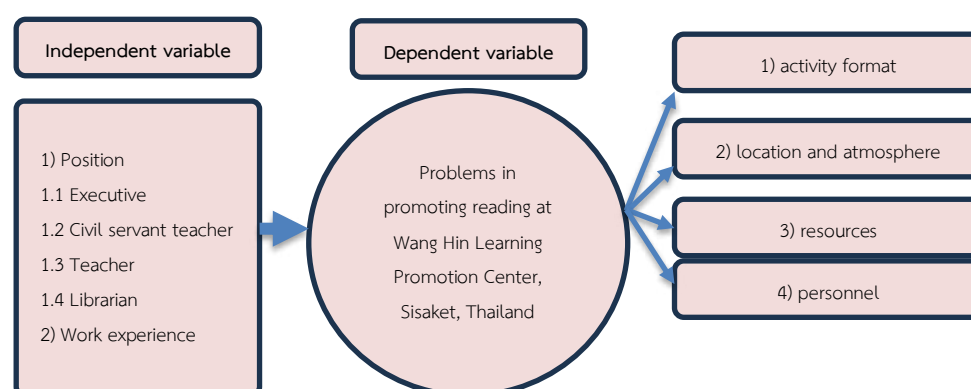 Independent variable
1) Position
1.1 Executive
1.2 Civil servant teacher
1.3 Teacher
1.4 Librarian
2) Work experience
Dependent variable
Problems in
promoting reading at
Wang Hin Learning
Promotion Center,
Sisaket, Thailand
1) activity format
2) location and atmosphere
3) resources
4) personnel